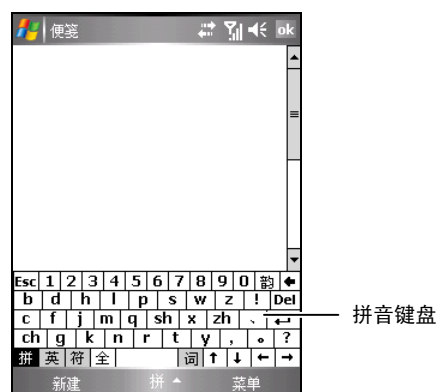 便笺 ok
Esc 1 2 3 4 5 6 7 8 9 0 韵
b d h l p s w z ! Del
c f j m q sh x zh 、
拼音键盘
ch g k n r t y , 。 ?
拼 英 符 全 词 ↑ ↓ ← →
新建 拼 菜单